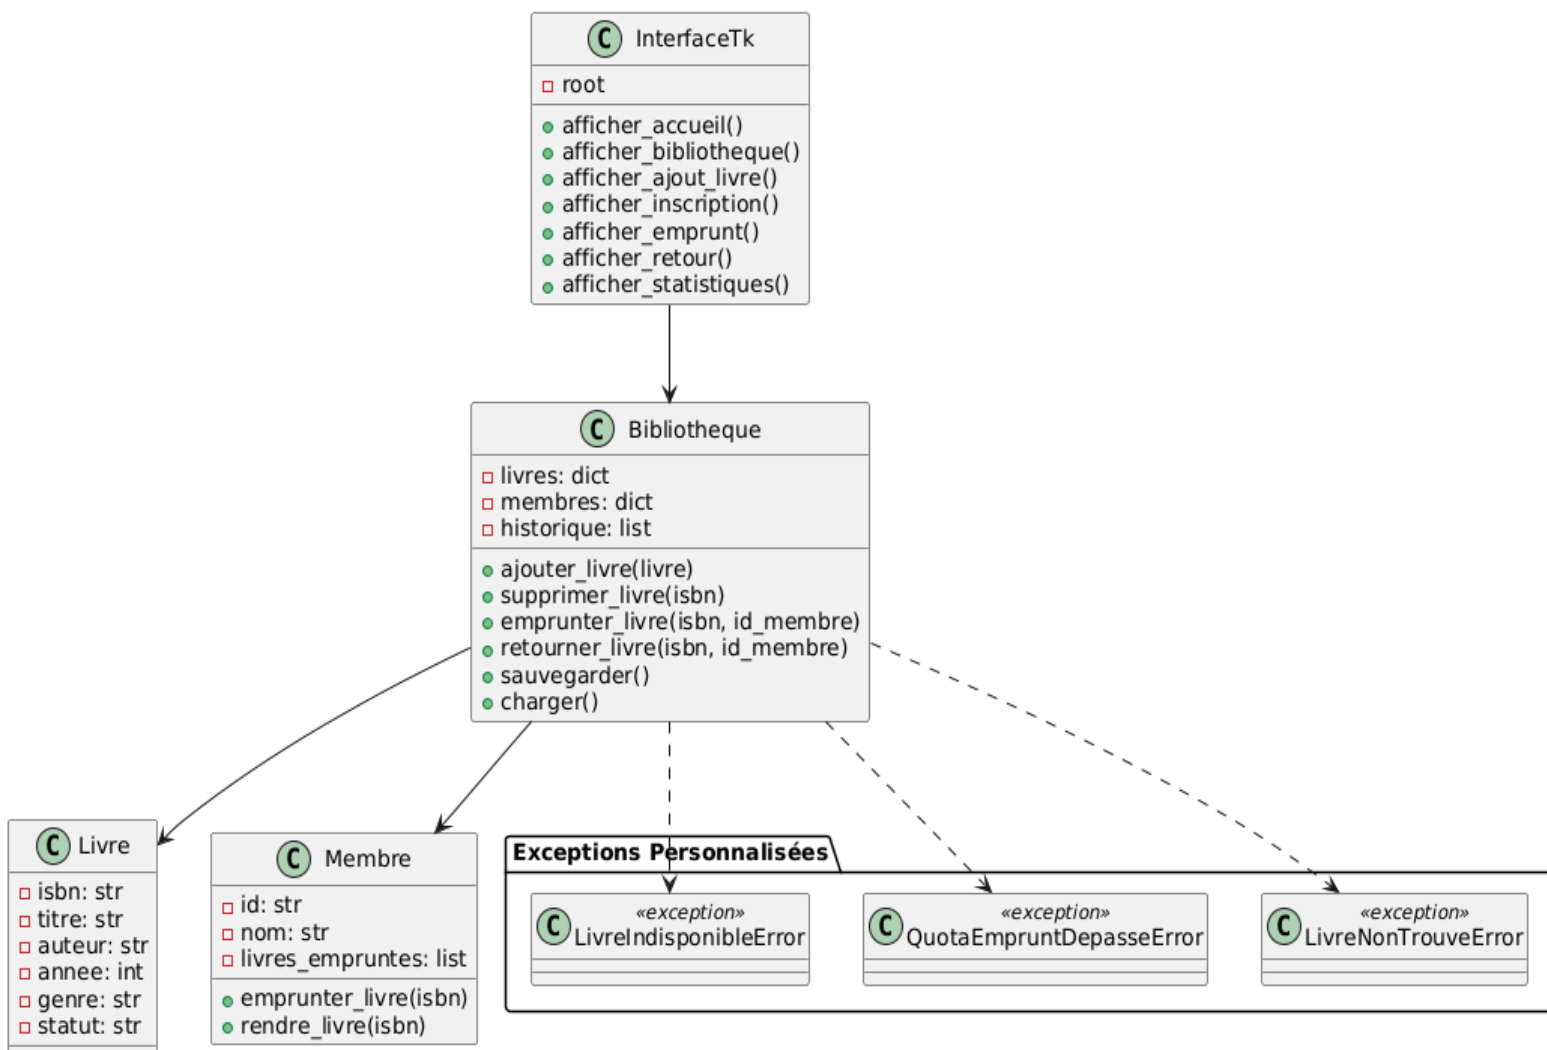 C InterfaceTk
root
afficher_accueil()
afficher_bibliotheque()
afficher_ajout_livre()
afficher_inscription()
afficher_emprunt()
afficher_retour()
afficher_statistiques()
C Bibliotheque
livres: dict
membres: dict
historique: list
ajouter_livre(livre)
supprimer_livre(isbn)
emprunter_livre(isbn, id_membre)
retourner_livre(isbn, id_membre)
sauvegarder()
charger()
C Livre
isbn: str
titre: str
auteur: str
annee: int
genre: str
statut: str
C Membre
id: str
nom: str
livres_empruntes: list
emprunter_livre(isbn)
rendre_livre(isbn)
Exceptions Personnalisées
«exception»
C LivreIndisponibleError
«exception»
C QuotaEmpruntDepasseError
«exception»
C LivreNonTrouveError